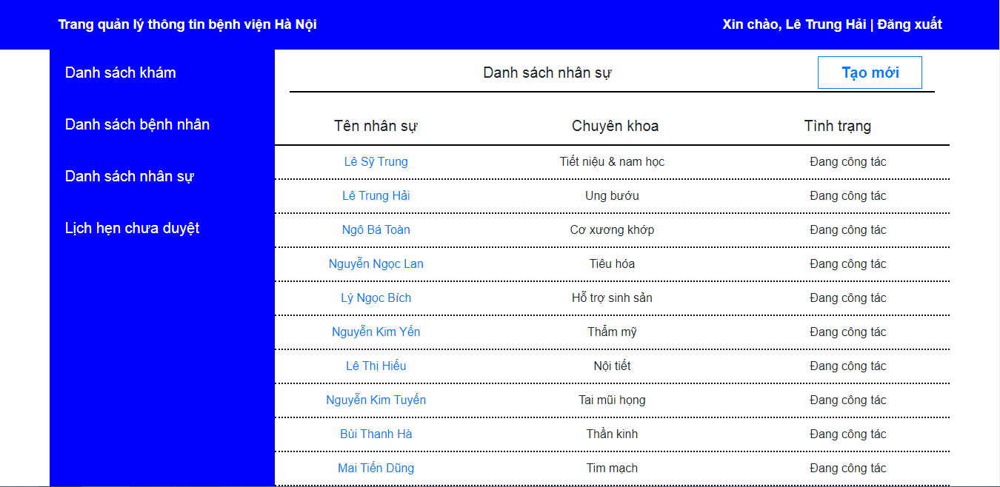 Trang quản lý thông tin bệnh viện Hà Nội
Xin chào, Lê Trung Hải | Đăng xuất
Danh sách khám
Danh sách bệnh nhân
Danh sách nhân sự
Lịch hẹn chưa duyệt
Danh sách nhân sự
Tạo mới
Tên nhân sự Chuyên khoa Tình trạng
Lê Sỹ Trung Tiết niệu & nam học Đang công tác
Lê Trung Hải Ung bướu Đang công tác
Ngô Bá Toàn Cơ xương khớp Đang công tác
Nguyễn Ngọc Lan Tiêu hóa Đang công tác
Lý Ngọc Bích Hỗ trợ sinh sản Đang công tác
Nguyễn Kim Yến Thẩm mỹ Đang công tác
Lê Thị Hiếu Nội tiết Đang công tác
Nguyễn Kim Tuyến Tai mũi họng Đang công tác
Bùi Thanh Hà Thần kinh Đang công tác
Mai Tiến Dũng Tim mạch Đang công tác